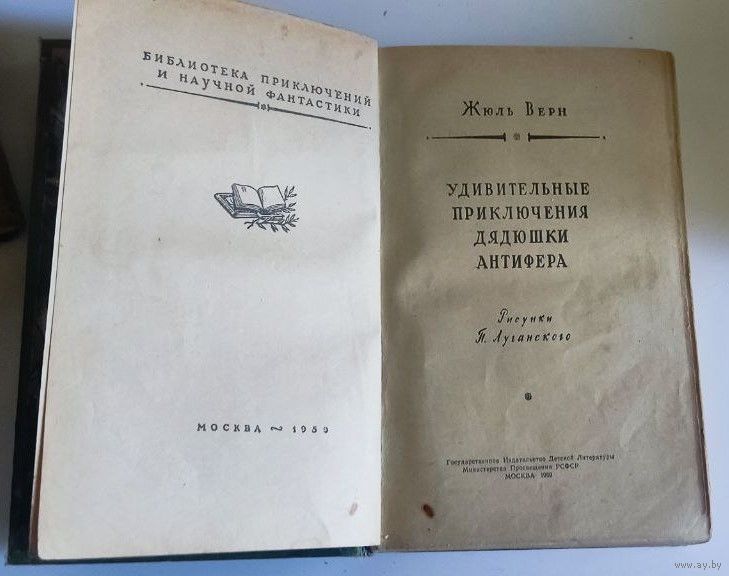 БИБЛИОТЕКА ПРИКЛЮЧЕНИЙ
И НАУЧНОЙ ФАНТАСТИКИ
МОСКВА ~ 1959
ЖЮЛЬ ВЕРН
УДИВИТЕЛЬНЫЕ
ПРИКЛЮЧЕНИЯ
ДЯДЮШКИ
АНТИФЕРА
Рисунки
П. Луганского
Государственное Издательство Детской Литературы
Министерства Просвещения РСФСР
МОСКВА 1959
www.ay.by